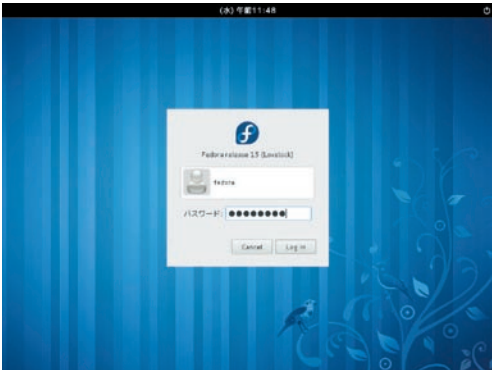 (水) 午前11:48
Fedora release 15 (Lovelock)
fedora
パスワード: ●●●●●●●●
Cancel Log In